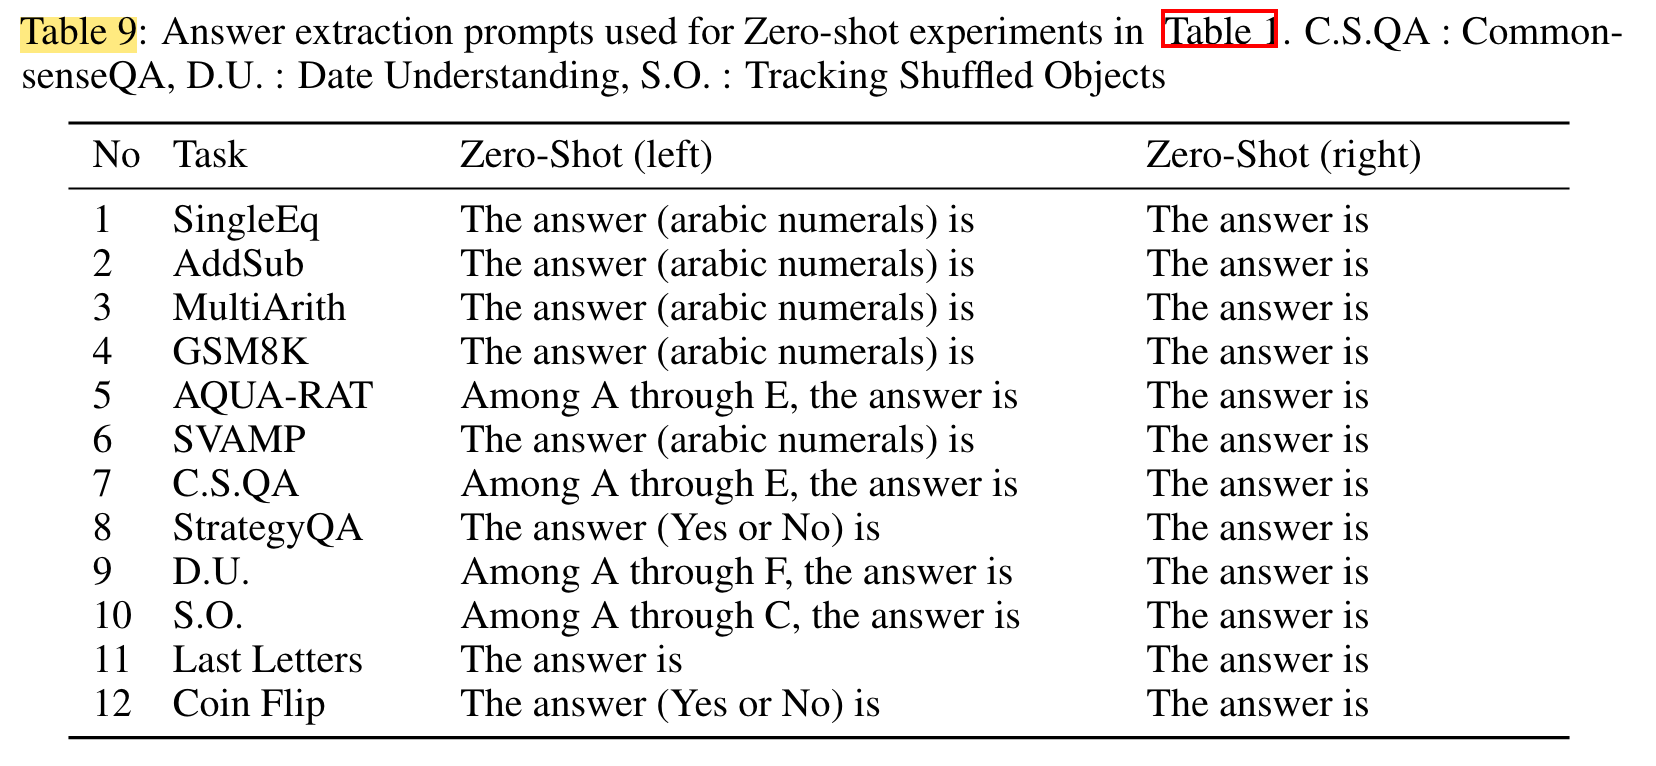 Table 9: Answer extraction prompts used for Zero-shot experiments in Table 1. C.S.QA : Common-
senseQA, D.U. : Date Understanding, S.O. : Tracking Shuffled Objects
No Task Zero-Shot (left) Zero-Shot (right)
1 SingleEq The answer (arabic numerals) is The answer is
2 AddSub The answer (arabic numerals) is The answer is
3 MultiArith The answer (arabic numerals) is The answer is
4 GSM8K The answer (arabic numerals) is The answer is
5 AQUA-RAT Among A through E, the answer is The answer is
6 SVAMP The answer (arabic numerals) is The answer is
7 C.S.QA Among A through E, the answer is The answer is
8 StrategyQA The answer (Yes or No) is The answer is
9 D.U. Among A through F, the answer is The answer is
10 S.O. Among A through C, the answer is The answer is
11 Last Letters The answer is The answer is
12 Coin Flip The answer (Yes or No) is The answer is